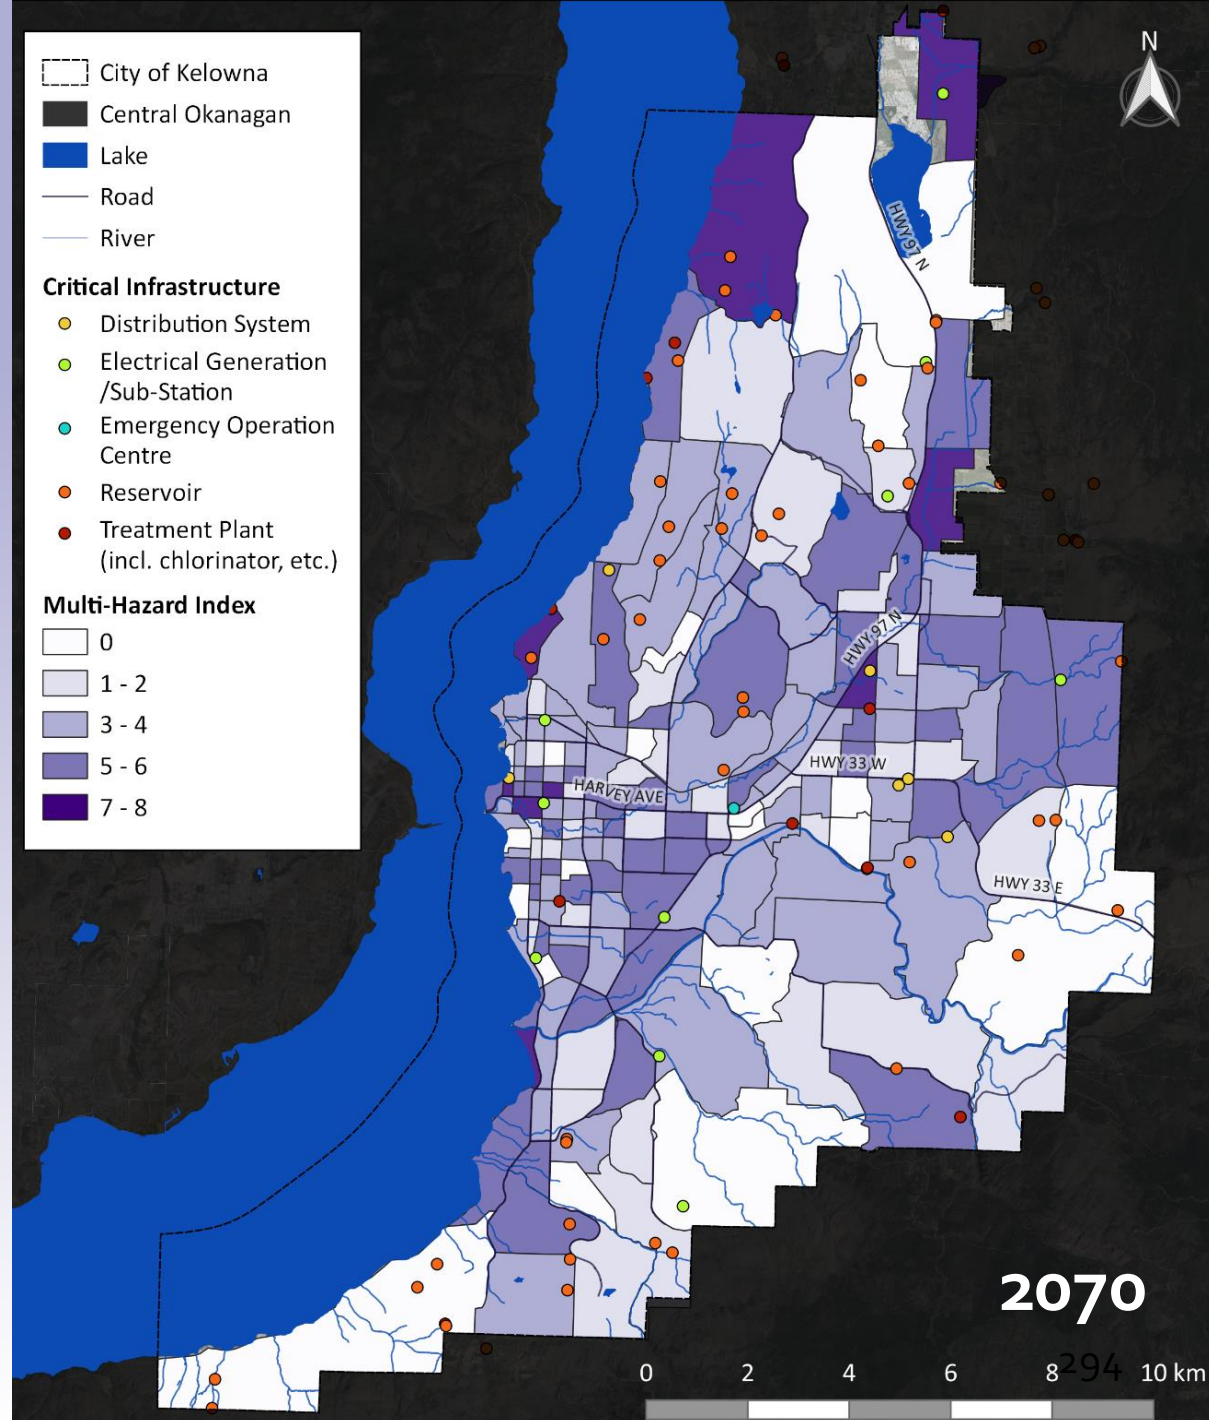 City of Kelowna
Central Okanagan
Lake
Road
River
Critical Infrastructure
Distribution System
Electrical Generation
/Sub-Station
Emergency Operation
Centre
Reservoir
Treatment Plant
(incl. chlorinator, etc.)
Multi-Hazard Index
0
1 - 2
3 - 4
5 - 6
7 - 8
N
HWY 97 N
HWY 97 N
HWY 33 W
HARVEY AVE
HWY 33 E
2070
294
0 2 4 6 8 10 km